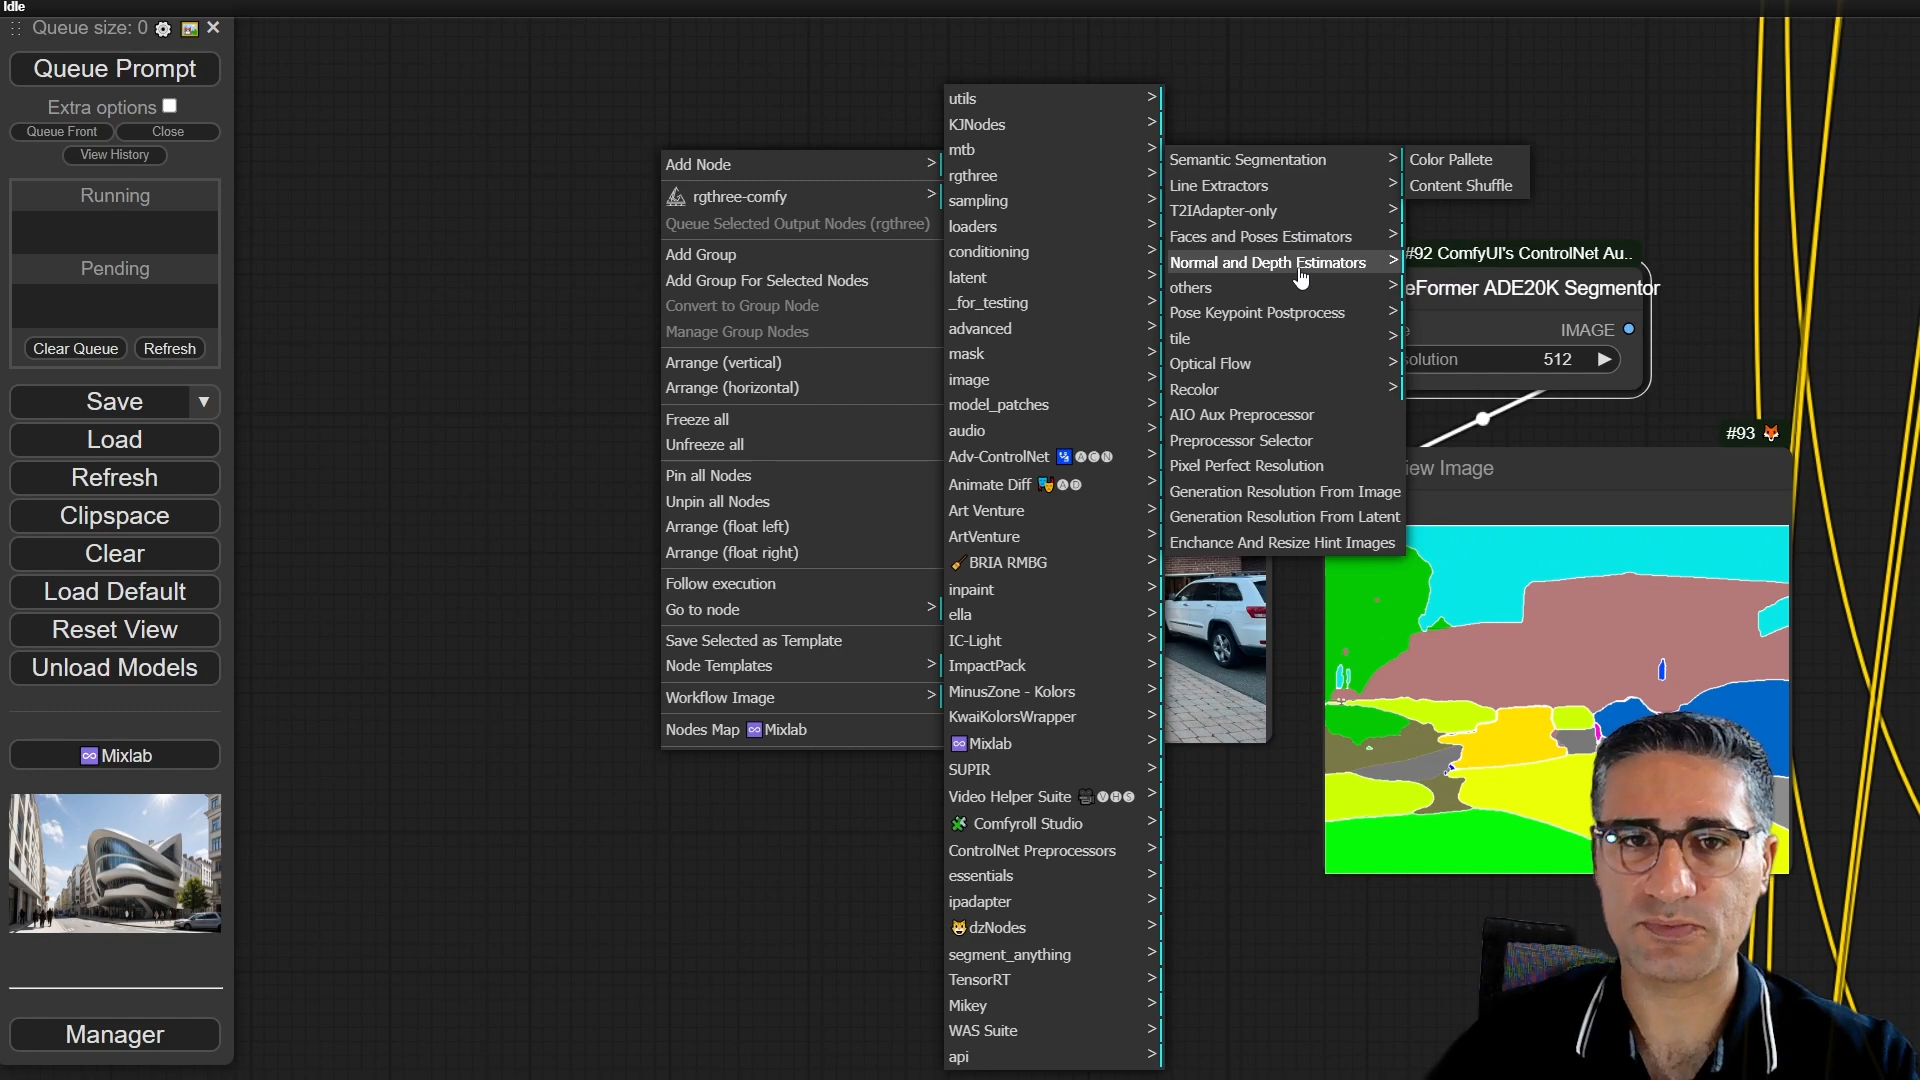 Idle
Queue size: 0
Queue Prompt
Extra options
Queue Front
Close
View History
Running
Pending
Clear Queue
Refresh
Save
Load
Refresh
Clipspace
Clear
Load Default
Reset View
Unload Models
Mixlab
Manager
Add Node
rgthree-comfy
Queue Selected Output Nodes (rgthree)
Add Group
Add Group For Selected Nodes
Convert to Group Node
Manage Group Nodes
Arrange (vertical)
Arrange (horizontal)
Freeze all
Unfreeze all
Pin all Nodes
Unpin all Nodes
Arrange (float left)
Arrange (float right)
Follow execution
Go to node
Save Selected as Template
Node Templates
Workflow Image
Nodes Map Mixlab
utils
KJNodes
mtb
rgthree
sampling
loaders
conditioning
latent
_for_testing
advanced
mask
image
model_patches
audio
Adv-ControlNet 🅐🅒🅝
Animate Diff 🅐🅓
Art Venture
ArtVenture
BRIA RMBG
inpaint
ella
IC-Light
ImpactPack
MinusZone - Kolors
KwaiKolorsWrapper
Mixlab
SUPIR
Video Helper Suite 🅥🅗🅢
Comfyroll Studio
ControlNet Preprocessors
essentials
ipadapter
dzNodes
segment_anything
TensorRT
Mikey
WAS Suite
api
Semantic Segmentation
Line Extractors
T2IAdapter-only
Faces and Poses Estimators
Normal and Depth Estimators
others
Pose Keypoint Postprocess
tile
Optical Flow
Recolor
AIO Aux Preprocessor
Preprocessor Selector
Pixel Perfect Resolution
Generation Resolution From Image
Generation Resolution From Latent
Enchance And Resize Hint Images
Color Pallete
Content Shuffle
#92 ComfyUI's ControlNet Au..
eFormer ADE20K Segmentor
IMAGE
olution 512
#93
iew Image